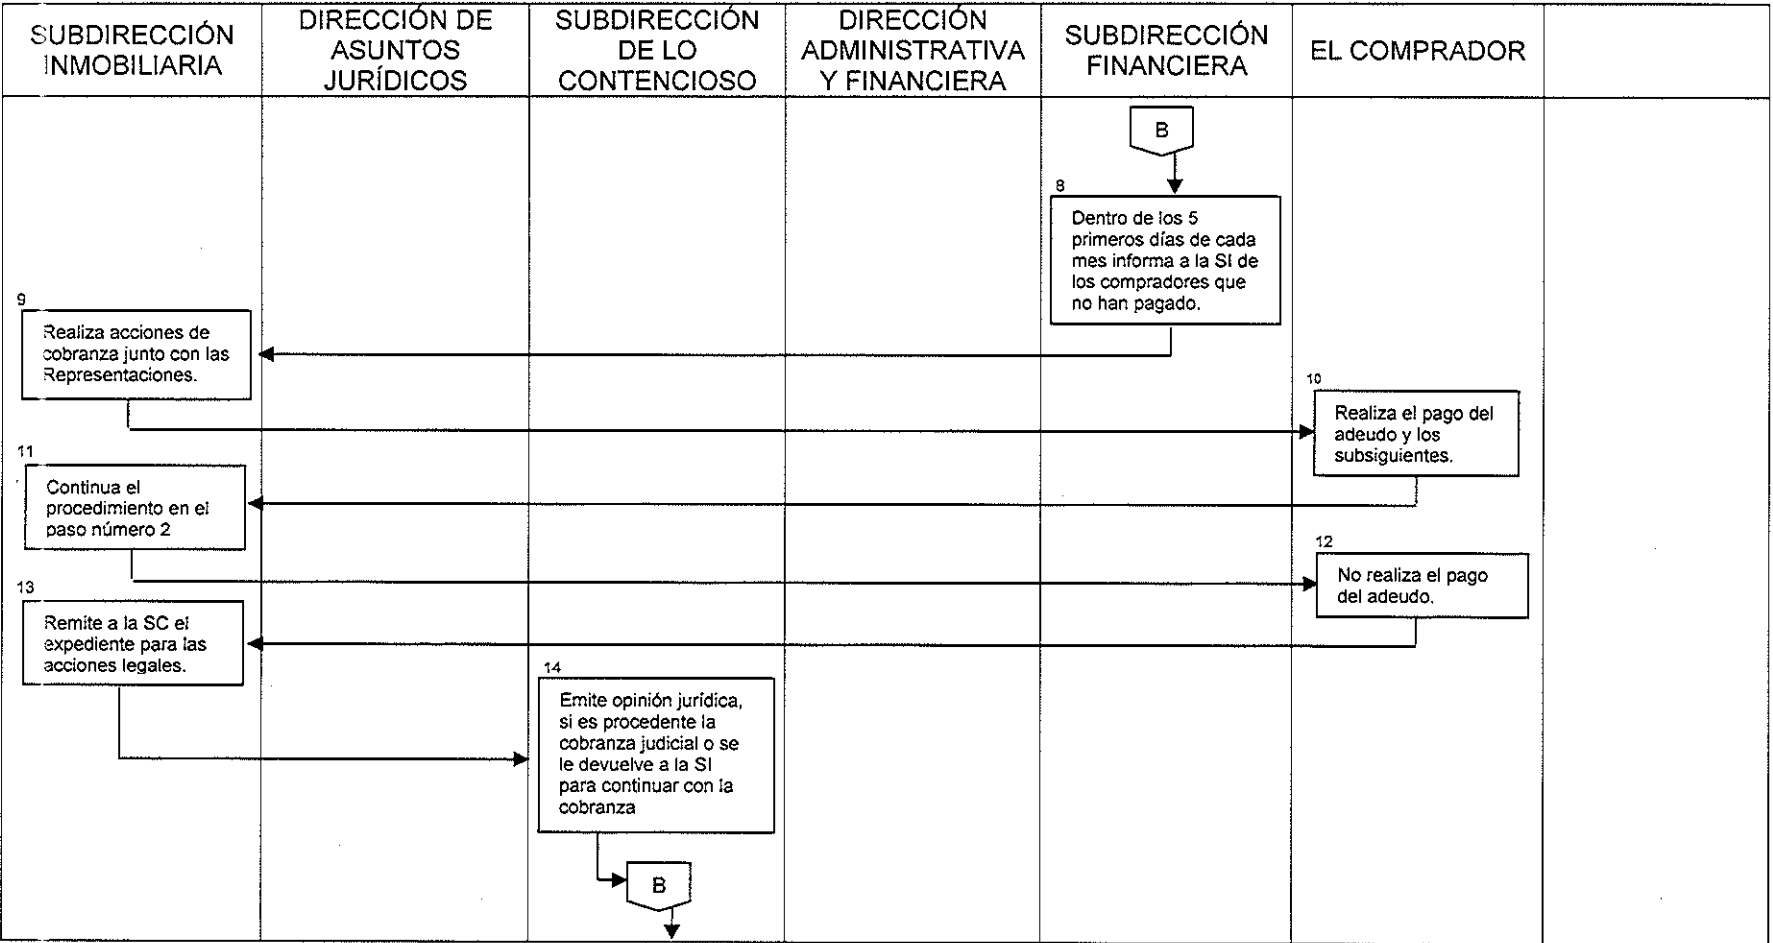 SUBDIRECCIÓN
INMOBILIARIA
DIRECCIÓN DE
ASUNTOS
JURÍDICOS
SUBDIRECCIÓN
DE LO
CONTENCIOSO
DIRECCIÓN
ADMINISTRATIVA
Y FINANCIERA
SUBDIRECCIÓN
FINANCIERA
EL COMPRADOR
B
8
Dentro de los 5
primeros días de cada
mes informa a la SI de
los compradores que
no han pagado.
9
Realiza acciones de
cobranza junto con las
Representaciones.
10
Realiza el pago del
adeudo y los
subsiguientes.
11
Continua el
procedimiento en el
paso número 2
12
No realiza el pago
del adeudo.
13
Remite a la SC el
expediente para las
acciones legales.
14
Emite opinión jurídica,
si es procedente la
cobranza judicial o se
le devuelve a la SI
para continuar con la
cobranza
B